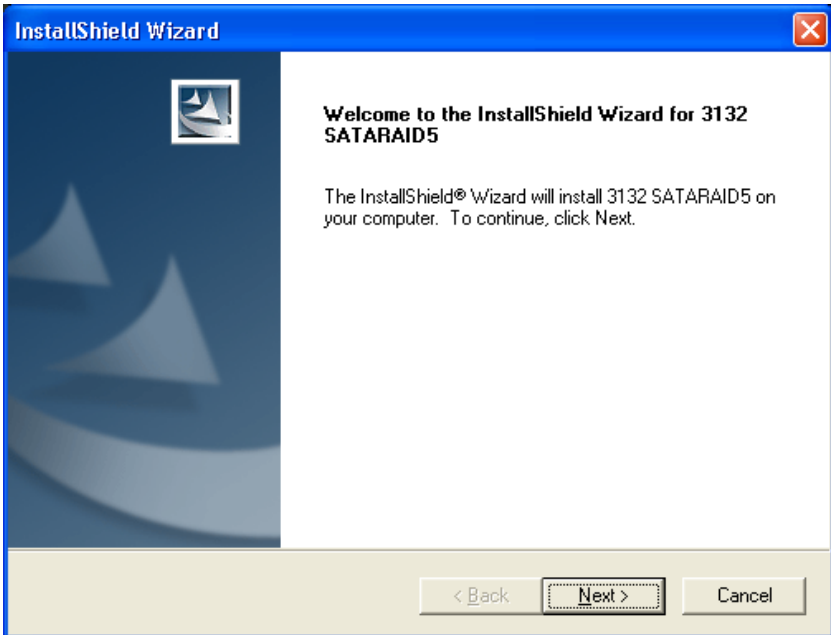 InstallShield Wizard
Welcome to the InstallShield Wizard for 3132
SATARAID5
The InstallShield® Wizard will install 3132 SATARAID5 on
your computer. To continue, click Next.
< Back
Next >
Cancel